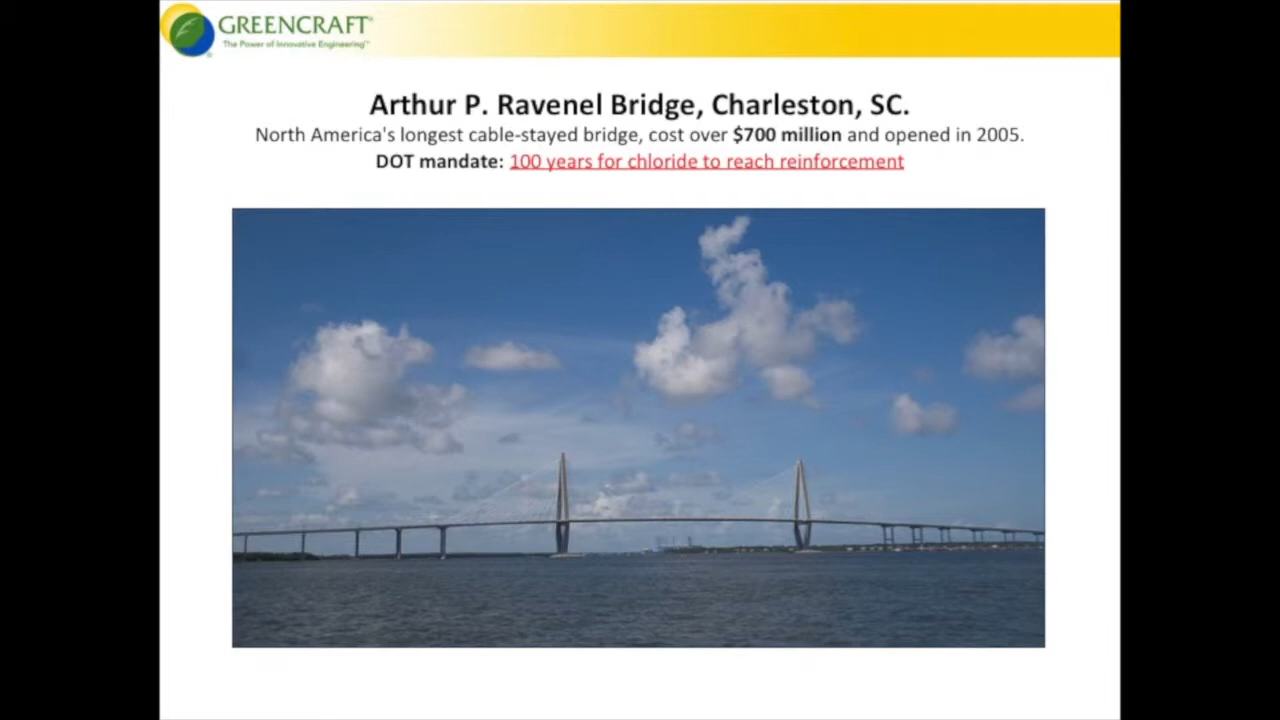 GREENCRAFT
The Power of Innovative Engineering™
Arthur P. Ravenel Bridge, Charleston, SC.
North America's longest cable-stayed bridge, cost over $700 million and opened in 2005.
DOT mandate: 100 years for chloride to reach reinforcement